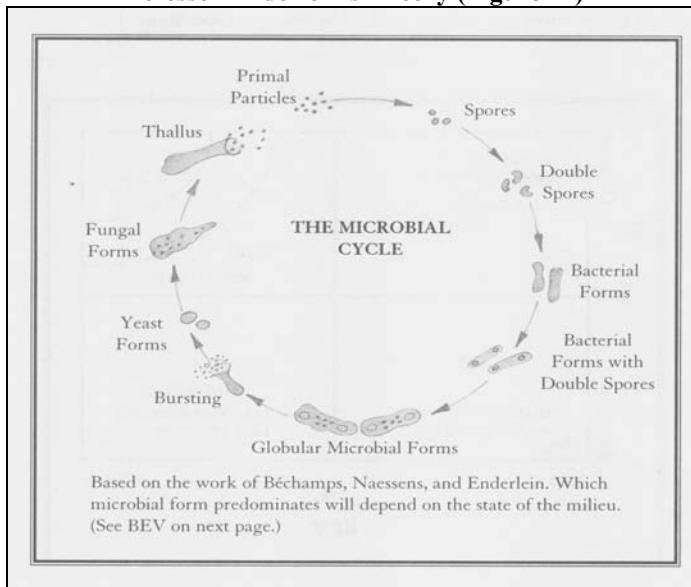 Primal
Particles
Spores
Thallus
Double
Spores
THE MICROBIAL
CYCLE
Fungal
Forms
Bacterial
Forms
Yeast
Forms
Bacterial
Forms with
Double Spores
Bursting
Globular Microbial Forms
Based on the work of Béchamps, Naessens, and Enderlein. Which
microbial form predominates will depend on the state of the milieu.
(See BEV on next page.)